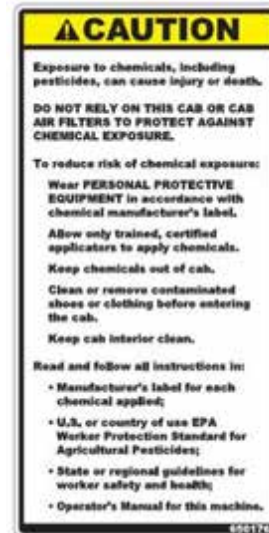 CAUTION
Exposure to chemicals, including
pesticides, can cause injury or death.
DO NOT RELY ON THIS CAB OR CAB
AIR FILTERS TO PROTECT AGAINST
CHEMICAL EXPOSURE.
To reduce risk of chemical exposure:
Wear PERSONAL PROTECTIVE
EQUIPMENT in accordance with
chemical manufacturer's label.
Allow only trained, certified
applicators to apply chemicals.
Keep chemicals out of cab.
Clean or remove contaminated
shoes or clothing before entering
the cab.
Keep cab interior clean.
Read and follow all instructions in:
• Manufacturer's label for each
chemical applied;
• U.S. or country of use EPA
Worker Protection Standard for
Agricultural Pesticides;
• State or regional guidelines for
worker safety and health;
• Operator's Manual for this machine.
650176